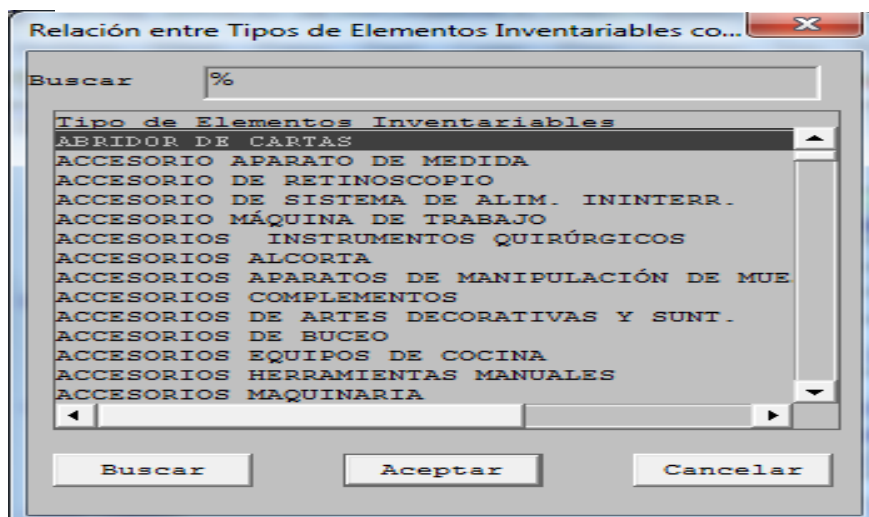 Relación entre Tipos de Elementos Inventariables co...
Buscar %
Tipo de Elementos Inventariables
ABRIDOR DE CARTAS
ACCESORIO APARATO DE MEDIDA
ACCESORIO DE RETINOSCOPIO
ACCESORIO DE SISTEMA DE ALIM. ININTERR.
ACCESORIO MÁQUINA DE TRABAJO
ACCESORIOS  INSTRUMENTOS QUIRÚRGICOS
ACCESORIOS ALCORTA
ACCESORIOS APARATOS DE MANIPULACIÓN DE MUE
ACCESORIOS COMPLEMENTOS
ACCESORIOS DE ARTES DECORATIVAS Y SUNT.
ACCESORIOS DE BUCEO
ACCESORIOS EQUIPOS DE COCINA
ACCESORIOS HERRAMIENTAS MANUALES
ACCESORIOS MAQUINARIA
Buscar Aceptar Cancelar